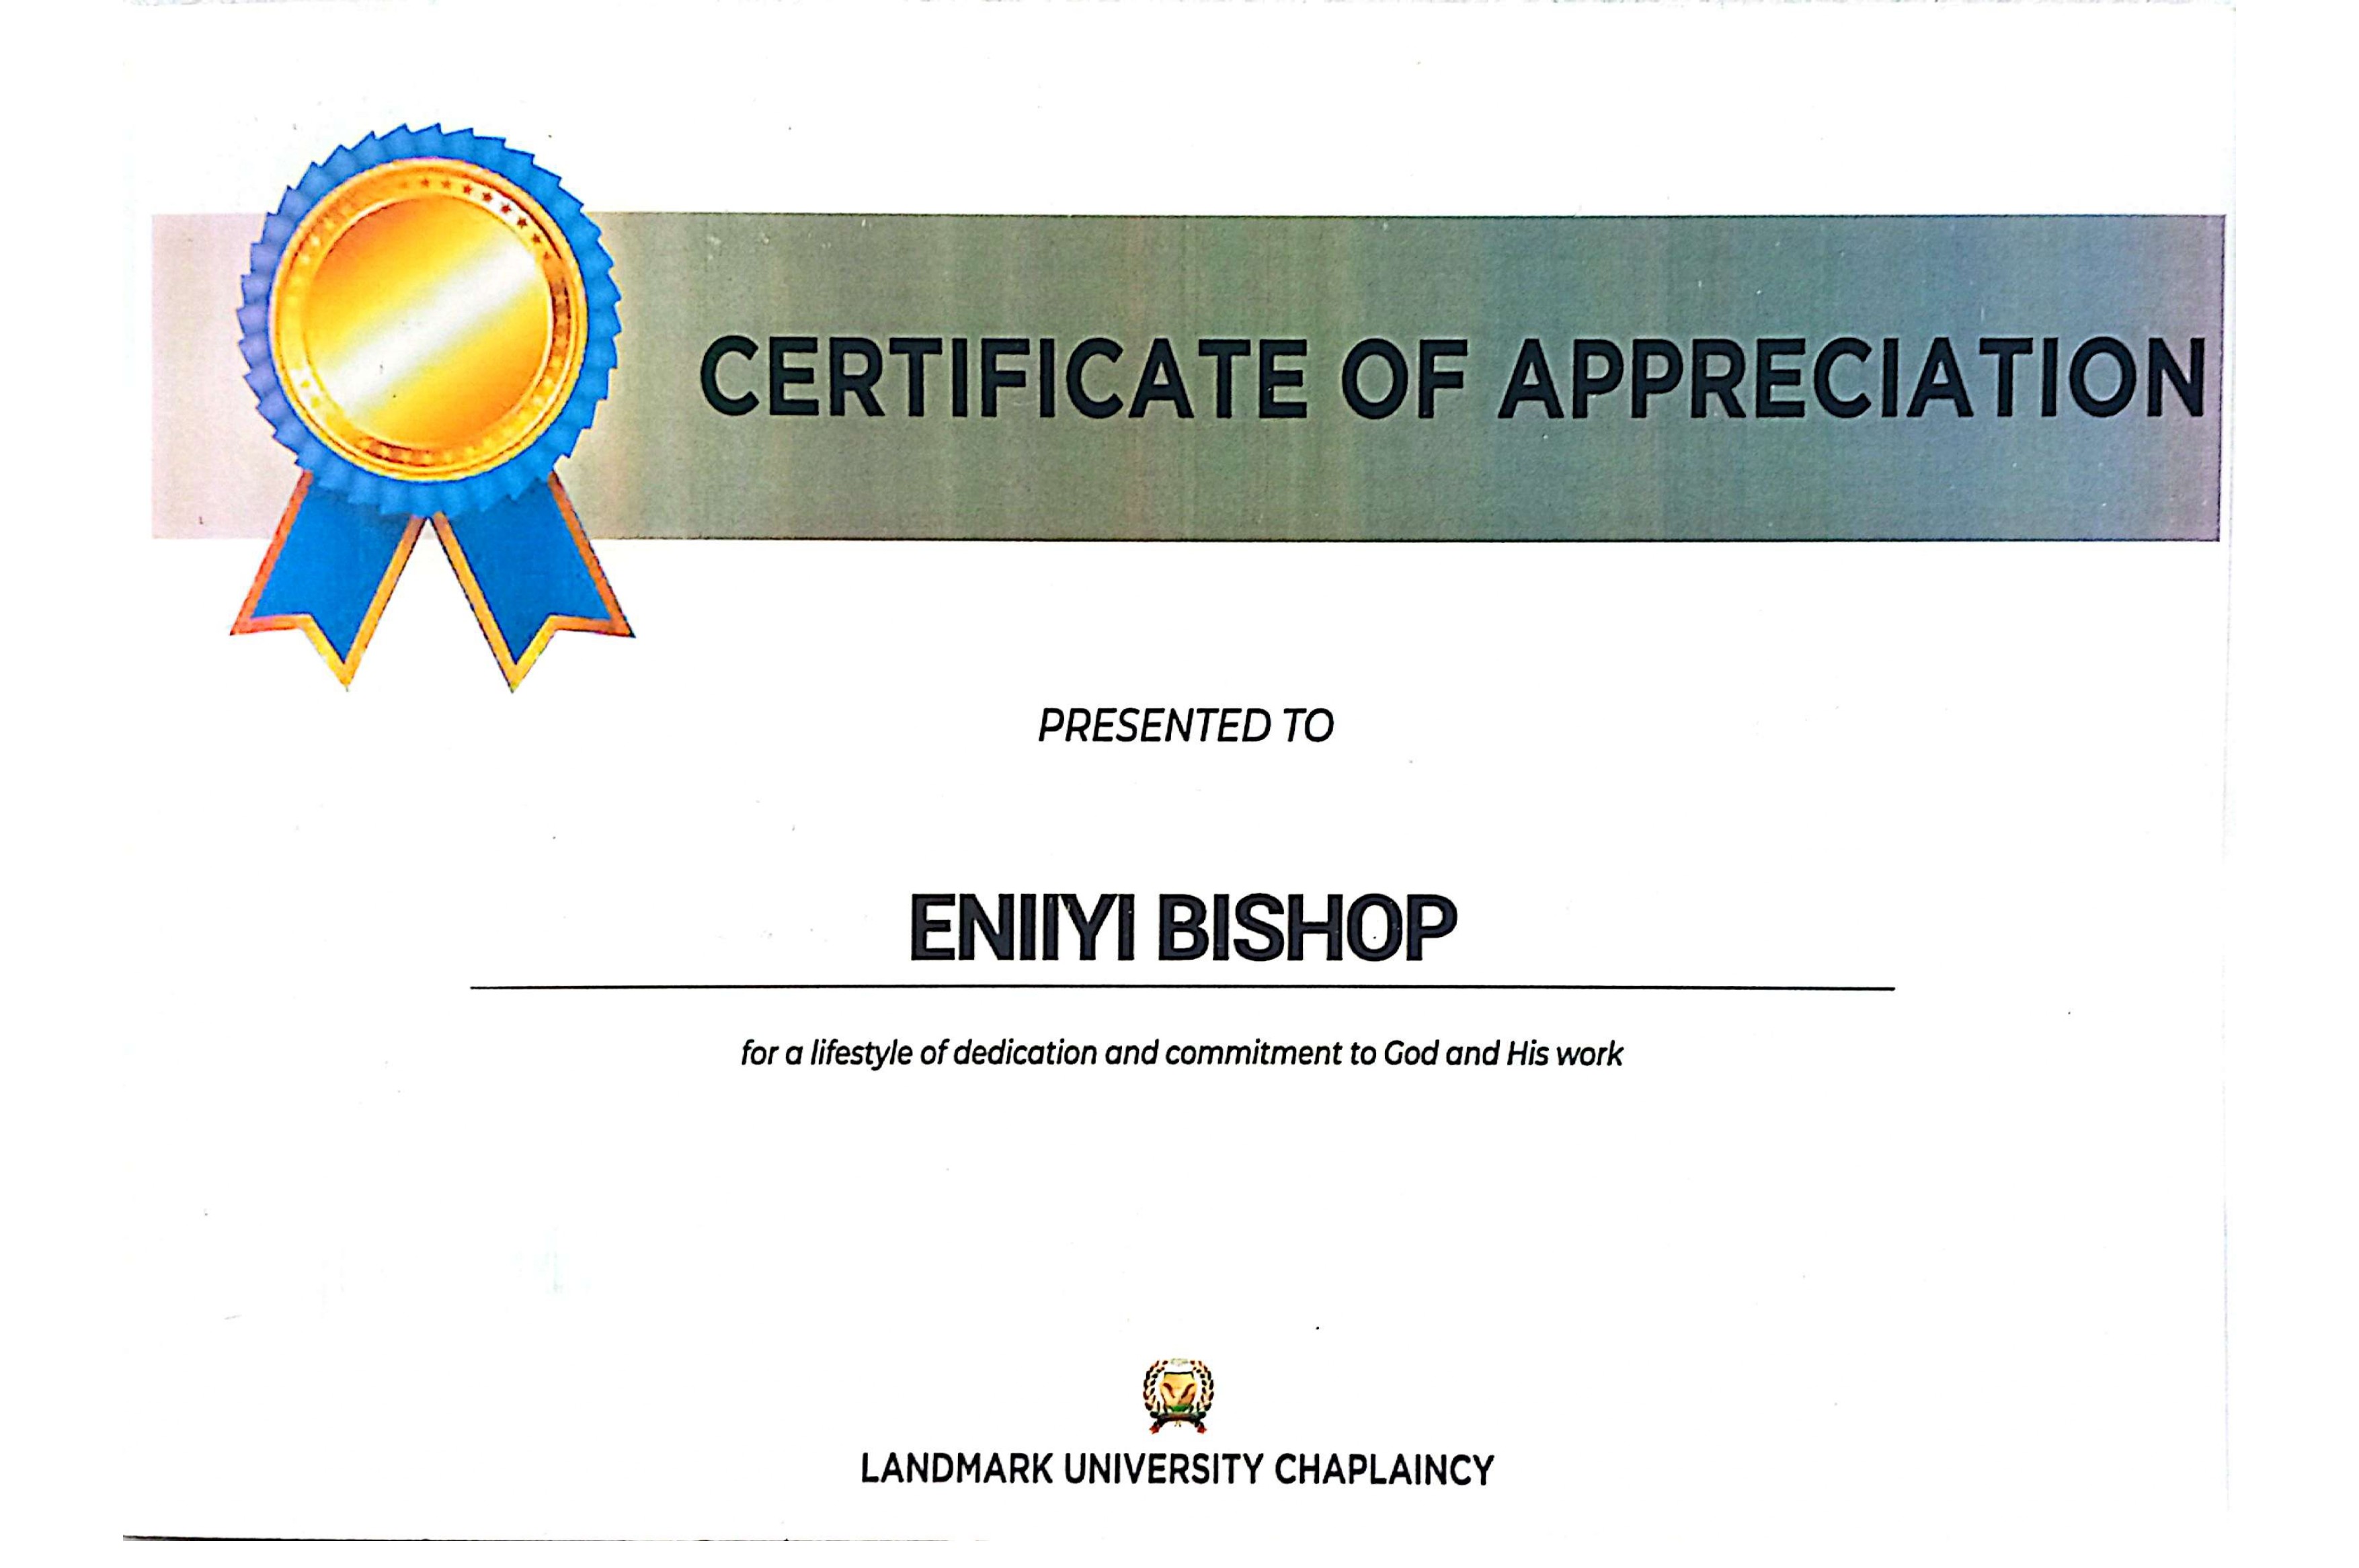 CERTIFICATE OF APPRECIATION
PRESENTED TO
ENIIYI BISHOP
for a lifestyle of dedication and commitment to God and His work
LANDMARK UNIVERSITY CHAPLAINCY